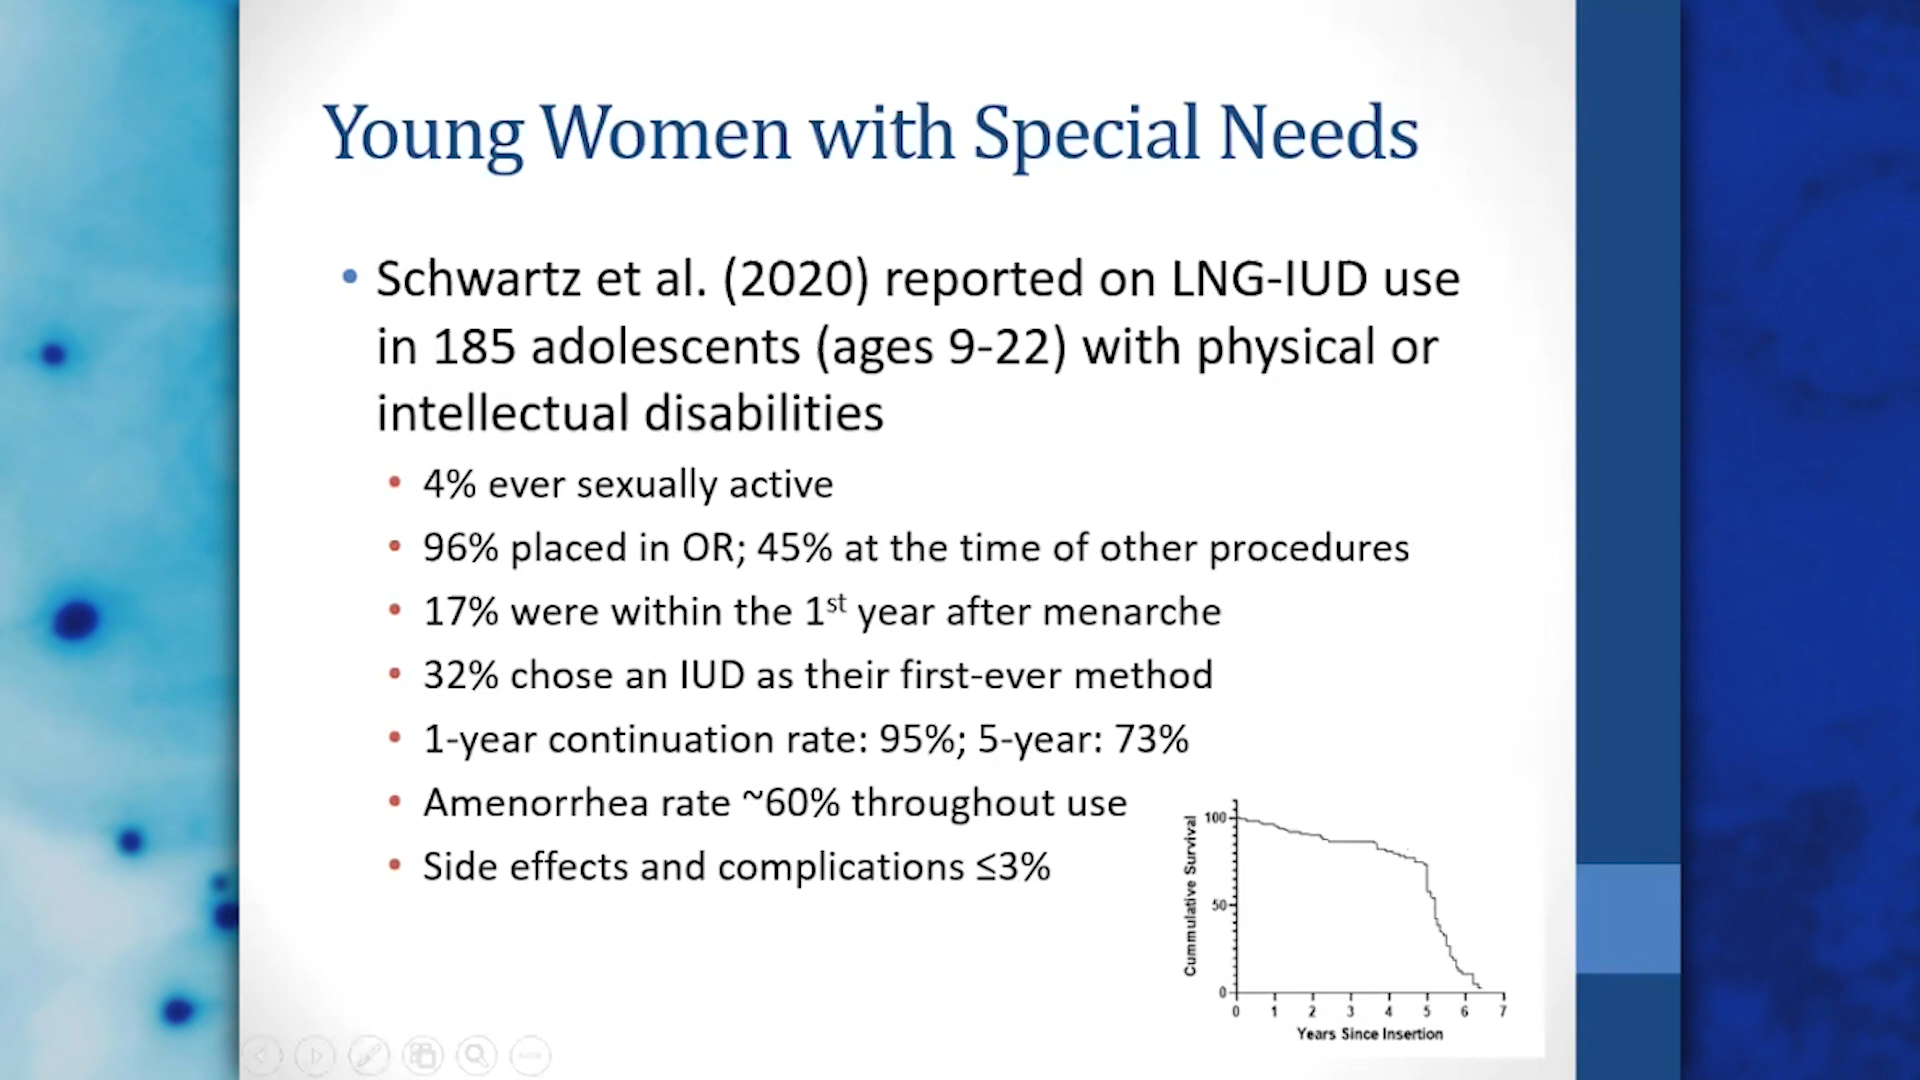 Young Women with Special Needs
• Schwartz et al. (2020) reported on LNG-IUD use
in 185 adolescents (ages 9-22) with physical or
intellectual disabilities
• 4% ever sexually active
• 96% placed in OR; 45% at the time of other procedures
• 17% were within the 1st year after menarche
• 32% chose an IUD as their first-ever method
• 1-year continuation rate: 95%; 5-year: 73%
• Amenorrhea rate ~60% throughout use
• Side effects and complications ≤3%
Cummulative Survival
100
50
0
0 1 2 3 4 5 6 7
Years Since Insertion